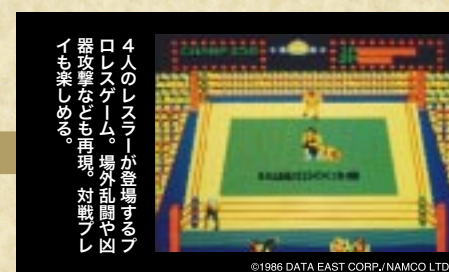 4人のレスラーが登場するプ
ロレスゲーム。場外乱闘や凶
器攻撃なども再現。対戦プレ
イも楽しめる。
©1986 DATA EAST CORP./NAMCO LTD